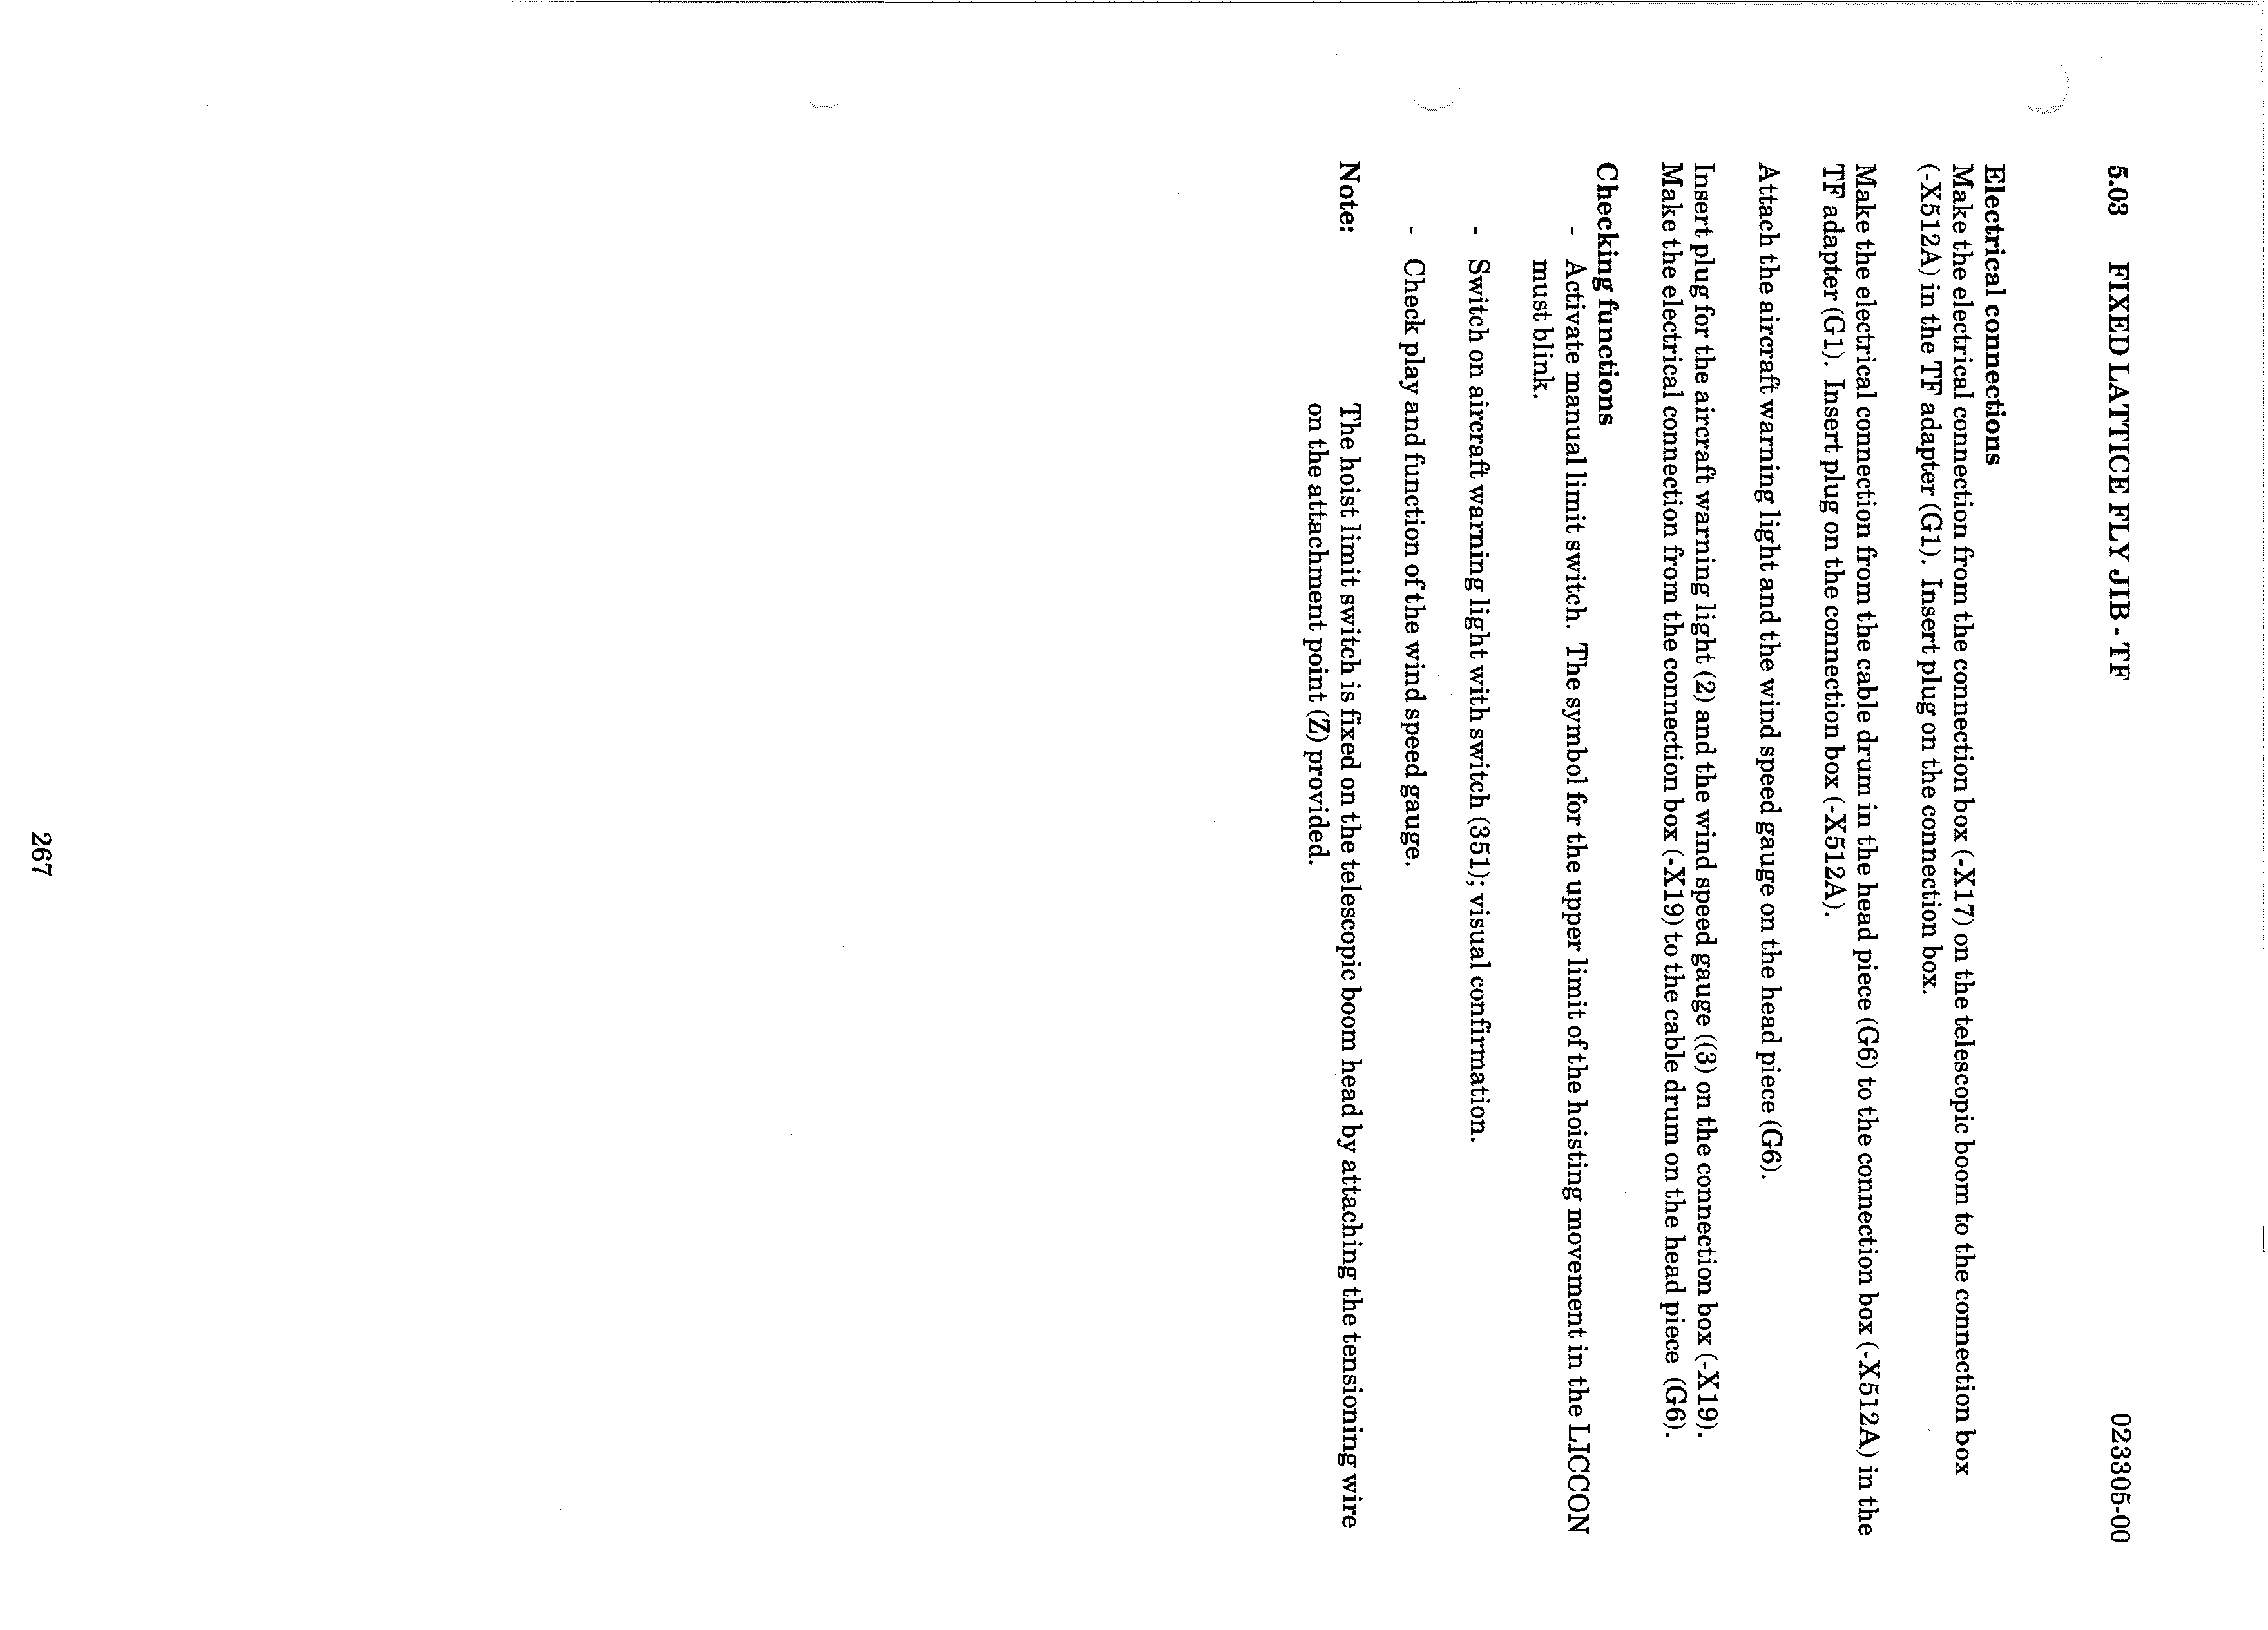 5.03 FIXED LATTICE FLY JIB - TF 023305-00
Electrical connections
Make the electrical connection from the connection box (-X17) on the telescopic boom to the connection box
(-X512A) in the TF adapter (G1). Insert plug on the connection box.
Make the electrical connection from the cable drum in the head piece (G6) to the connection box (-X512A) in the
TF adapter (G1). Insert plug on the connection box (-X512A).
Attach the aircraft warning light and the wind speed gauge on the head piece (G6).
Insert plug for the aircraft warning light (2) and the wind speed gauge ((3) on the connection box (-X19).
Make the electrical connection from the connection box (-X19) to the cable drum on the head piece (G6).
Checking functions
- Activate manual limit switch. The symbol for the upper limit of the hoisting movement in the LICCON
must blink.
- Switch on aircraft warning light with switch (351); visual confirmation.
- Check play and function of the wind speed gauge.
Note: The hoist limit switch is fixed on the telescopic boom head by attaching the tensioning wire
on the attachment point (Z) provided.
267